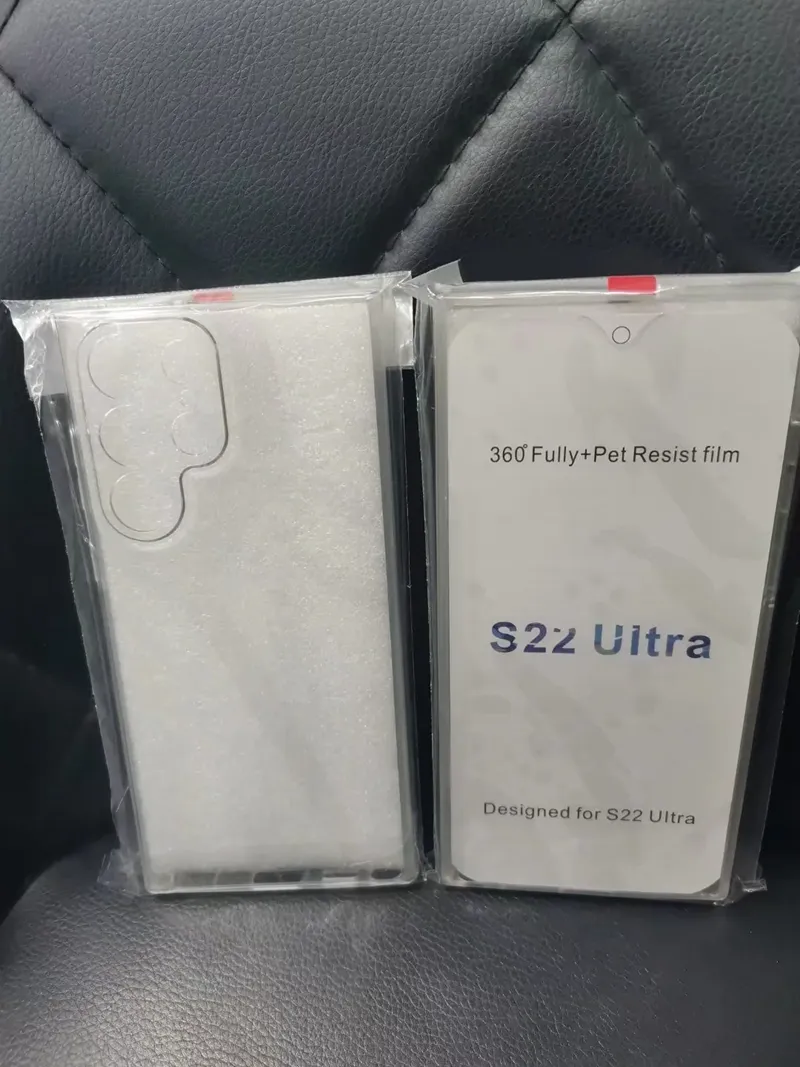 360°Fully+Pet Resist film
S22 Ultra
Designed for S22 Ultra